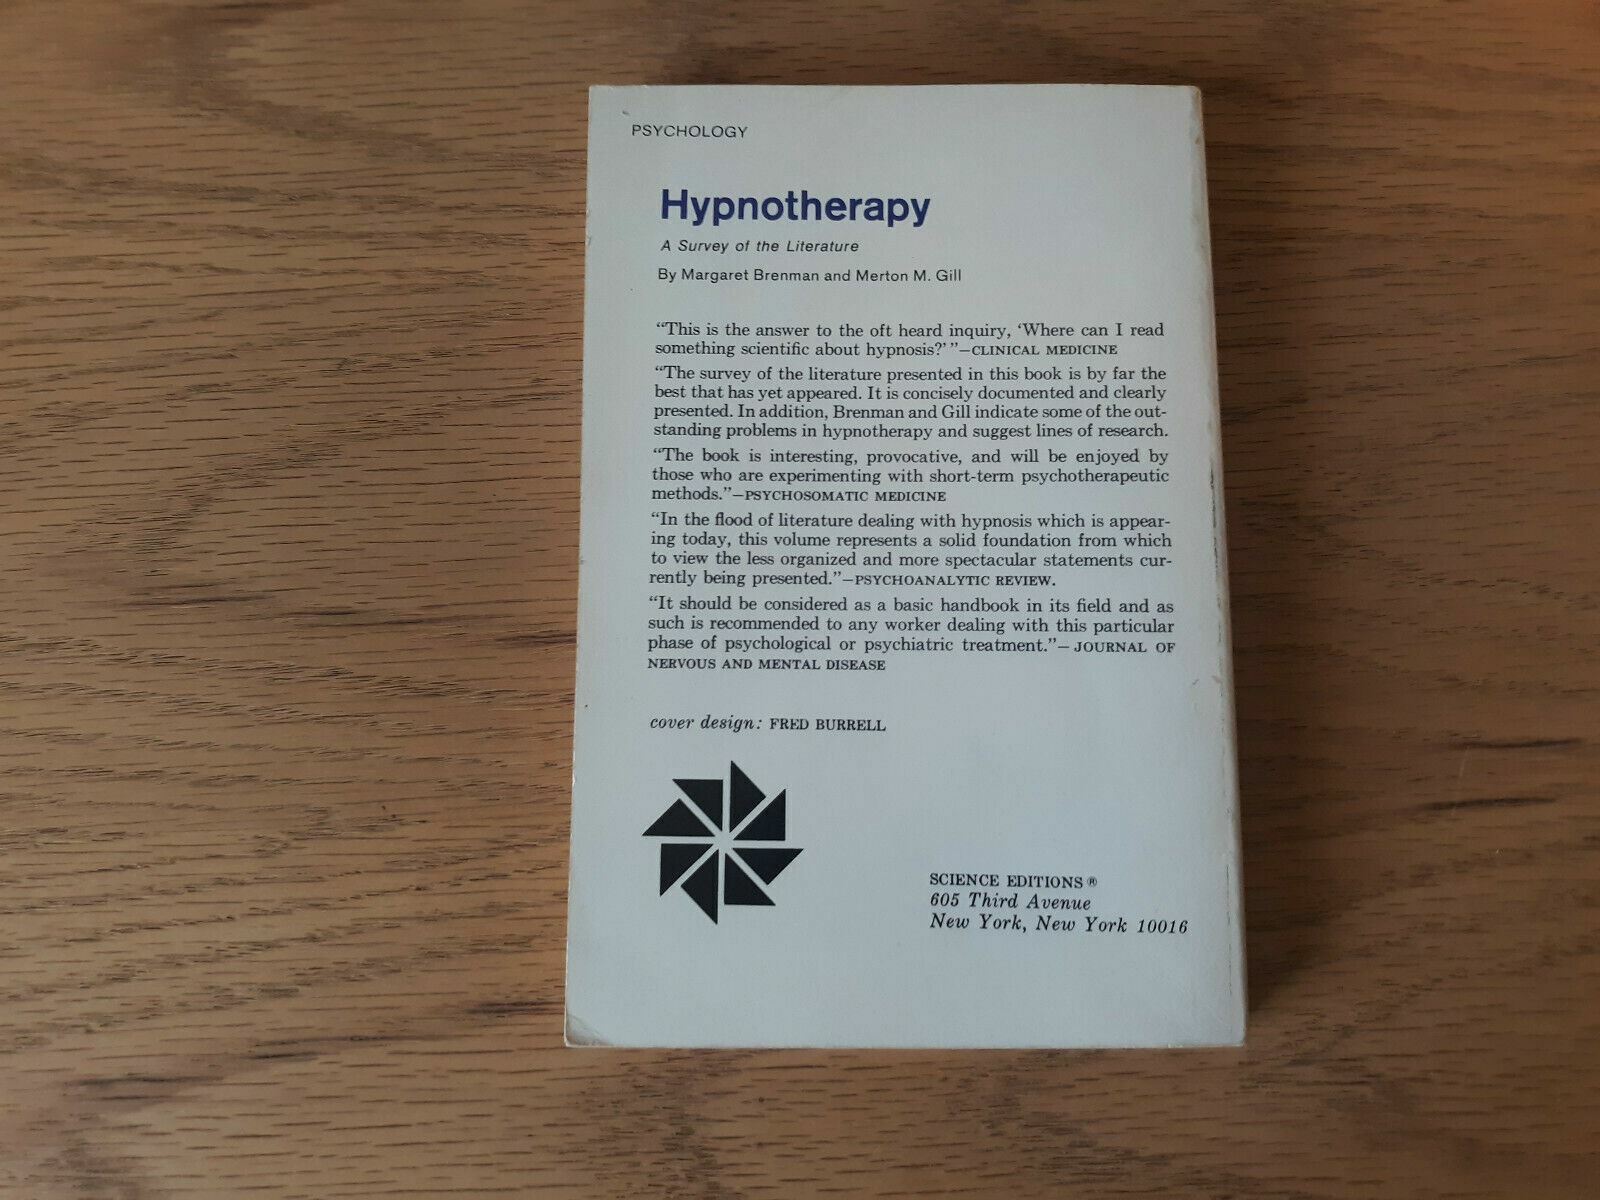 PSYCHOLOGY
Hypnotherapy
A Survey of the Literature
By Margaret Brenman and Merton M. Gill
“This is the answer to the oft heard inquiry, ‘Where can I read
something scientific about hypnosis?’”—CLINICAL MEDICINE
“The survey of the literature presented in this book is by far the
best that has yet appeared. It is concisely documented and clearly
presented. In addition, Brenman and Gill indicate some of the out-
standing problems in hypnotherapy and suggest lines of research.
“The book is interesting, provocative, and will be enjoyed by
those who are experimenting with short-term psychotherapeutic
methods.”—PSYCHOSOMATIC MEDICINE
“In the flood of literature dealing with hypnosis which is appear-
ing today, this volume represents a solid foundation from which
to view the less organized and more spectacular statements cur-
rently being presented.”—PSYCHOANALYTIC REVIEW.
“It should be considered as a basic handbook in its field and as
such is recommended to any worker dealing with this particular
phase of psychological or psychiatric treatment.”—JOURNAL OF
NERVOUS AND MENTAL DISEASE
cover design: FRED BURRELL
SCIENCE EDITIONS®
605 Third Avenue
New York, New York 10016